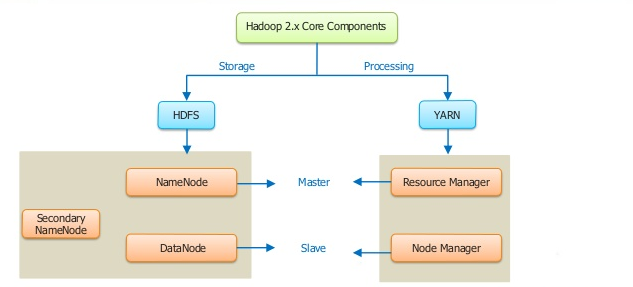 Hadoop 2.x Core Components
Storage
Processing
HDFS
YARN
NameNode
Master
Resource Manager
Secondary
NameNode
DataNode
Slave
Node Manager